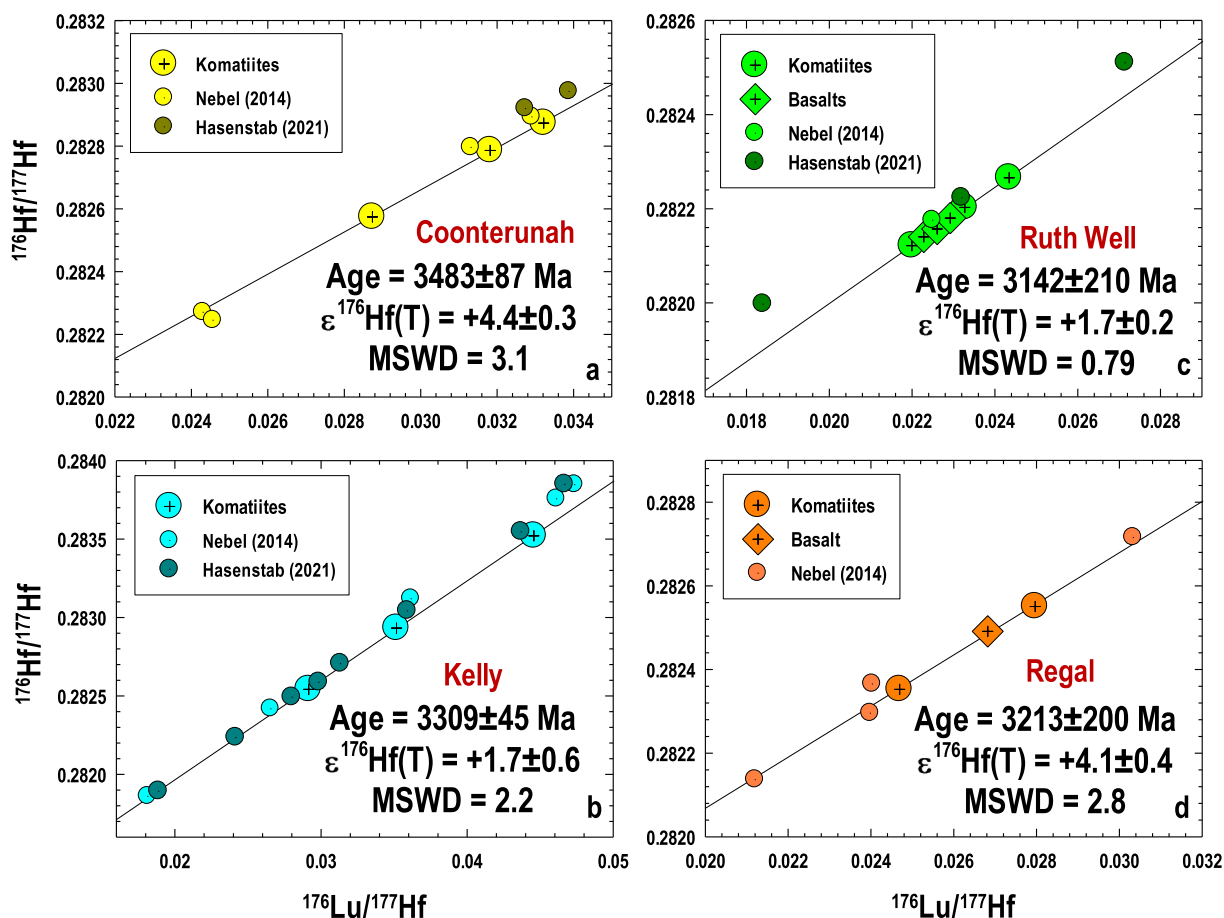 0.2832
0.2830
0.2828
0.2826
0.2824
0.2822
0.2820
¹⁷⁶Hf/¹⁷⁷Hf
Komatiites
Nebel (2014)
Hasenstab (2021)
Coonterunah
Age = 3483±87 Ma
ε¹⁷⁶Hf(T) = +4.4±0.3
MSWD = 3.1
a
0.022 0.024 0.026 0.028 0.030 0.032 0.034
0.2826
0.2824
0.2822
0.2820
0.2818
Komatiites
Basalts
Nebel (2014)
Hasenstab (2021)
Ruth Well
Age = 3142±210 Ma
ε¹⁷⁶Hf(T) = +1.7±0.2
MSWD = 0.79
c
0.018 0.020 0.022 0.024 0.026 0.028
0.2840
0.2835
0.2830
0.2825
0.2820
¹⁷⁶Hf/¹⁷⁷Hf
Komatiites
Nebel (2014)
Hasenstab (2021)
Kelly
Age = 3309±45 Ma
ε¹⁷⁶Hf(T) = +1.7±0.6
MSWD = 2.2
b
0.02 0.03 0.04 0.05
¹⁷⁶Lu/¹⁷⁷Hf
0.2828
0.2826
0.2824
0.2822
0.2820
Komatiites
Basalt
Nebel (2014)
Regal
Age = 3213±200 Ma
ε¹⁷⁶Hf(T) = +4.1±0.4
MSWD = 2.8
d
0.020 0.022 0.024 0.026 0.028 0.030 0.032
¹⁷⁶Lu/¹⁷⁷Hf